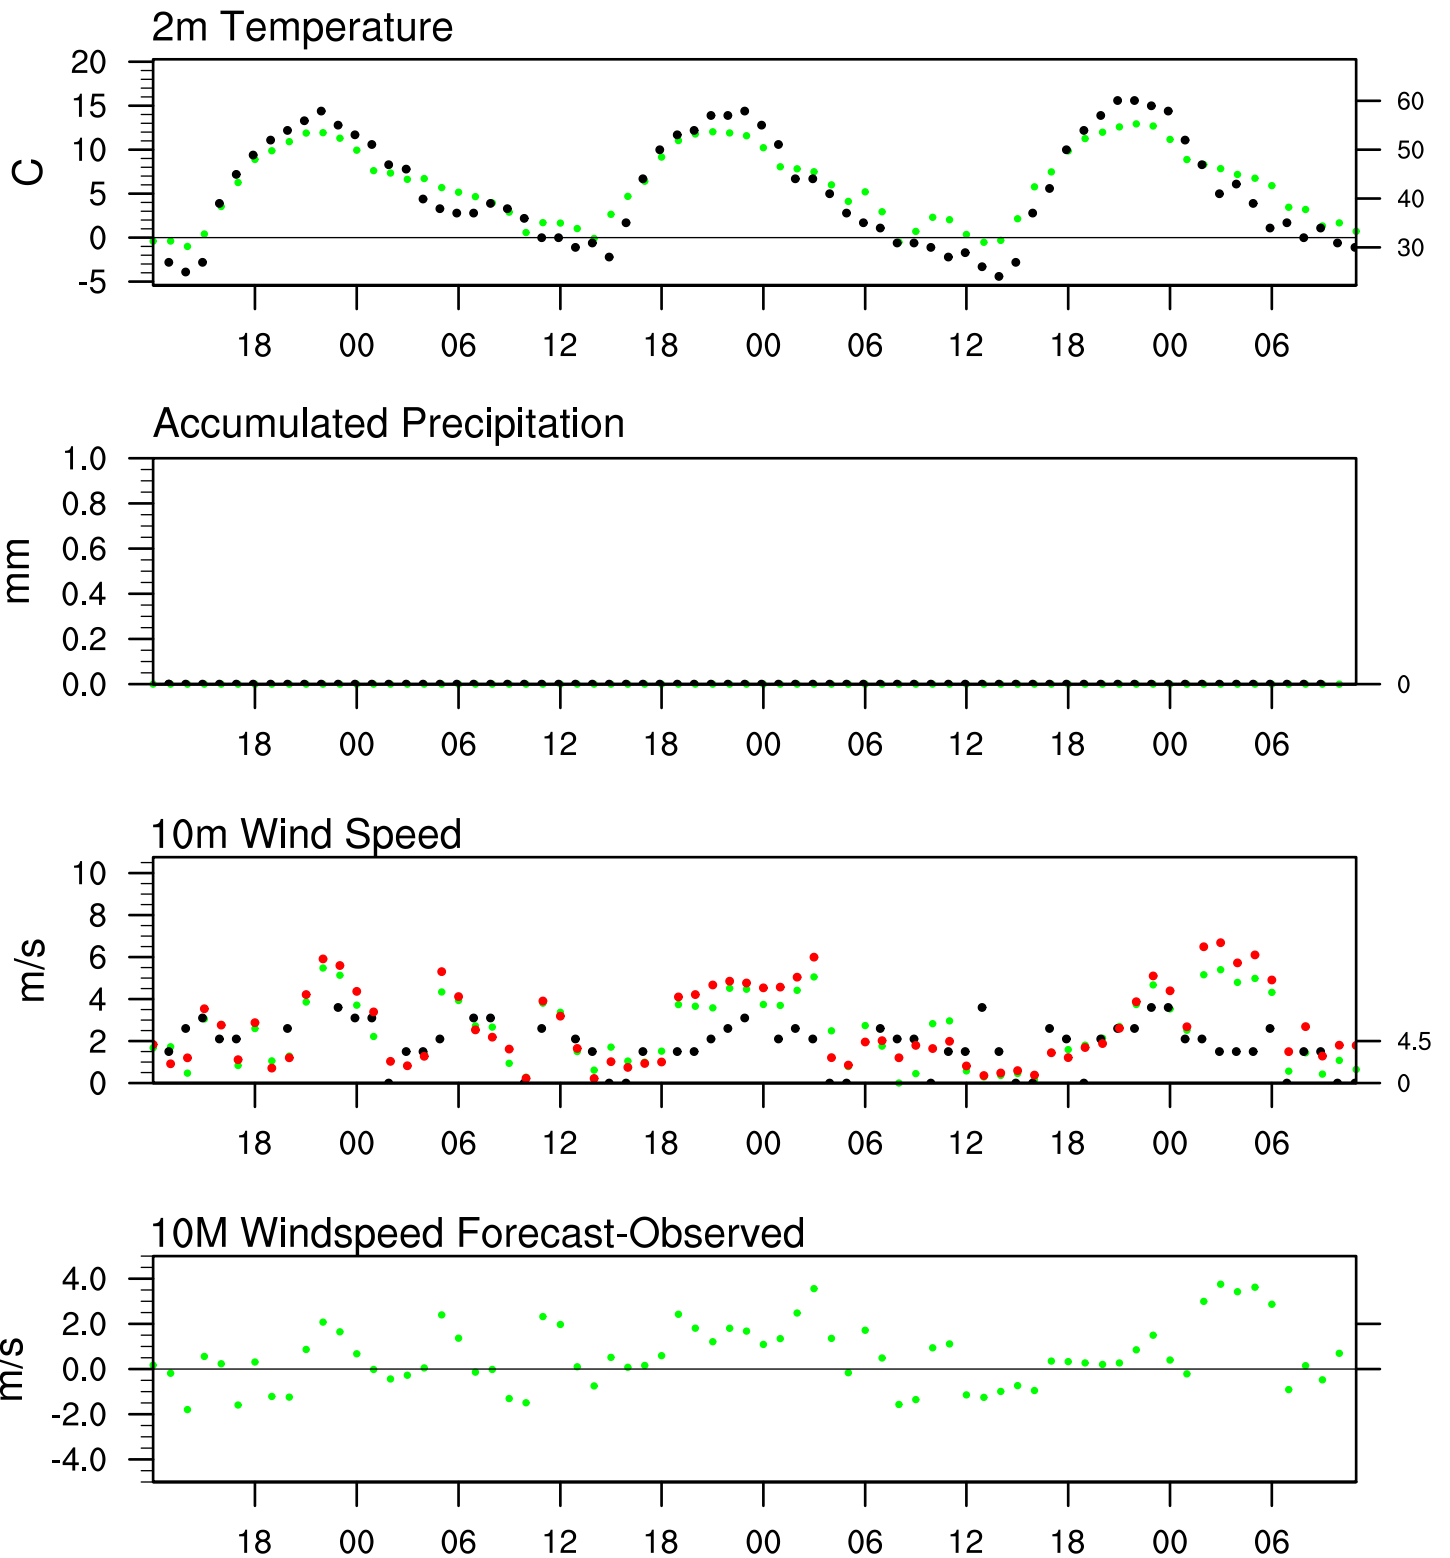 2m Temperature
20
15
10
5
0
-5
C
60
50
40
30
18 00 06 12 18 00 06 12 18 00 06
Accumulated Precipitation
1.0
0.8
0.6
0.4
0.2
0.0
mm
0
18 00 06 12 18 00 06 12 18 00 06
10m Wind Speed
10
8
6
4
2
0
m/s
4.5
0
18 00 06 12 18 00 06 12 18 00 06
10M Windspeed Forecast-Observed
4.0
2.0
0.0
-2.0
-4.0
m/s
18 00 06 12 18 00 06 12 18 00 06